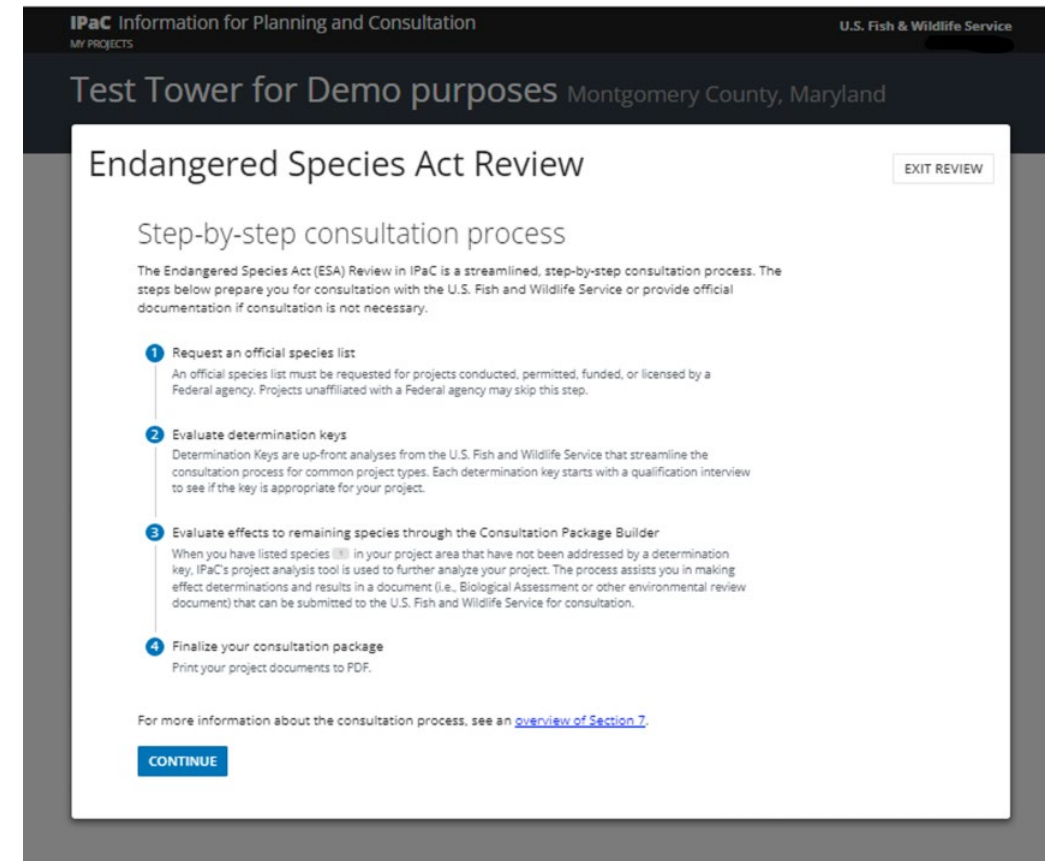 IPaC Information for Planning and Consultation
U.S. Fish & Wildlife Service
MY PROJECTS
Test Tower for Demo purposes Montgomery County, Maryland
Endangered Species Act Review
EXIT REVIEW
Step-by-step consultation process
The Endangered Species Act (ESA) Review in IPaC is a streamlined, step-by-step consultation process. The
steps below prepare you for consultation with the U.S. Fish and Wildlife Service or provide official
documentation if consultation is not necessary.
1 Request an official species list
An official species list must be requested for projects conducted, permitted, funded, or licensed by a
Federal agency. Projects unaffiliated with a Federal agency may skip this step.
2 Evaluate determination keys
Determination Keys are up-front analyses from the U.S. Fish and Wildlife Service that streamline the
consultation process for common project types. Each determination key starts with a qualification interview
to see if the key is appropriate for your project.
3 Evaluate effects to remaining species through the Consultation Package Builder
When you have listed species 1 in your project area that have not been addressed by a determination
key, IPaC's project analysis tool is used to further analyze your project. The process assists you in making
effect determinations and results in a document (i.e., Biological Assessment or other environmental review
document) that can be submitted to the U.S. Fish and Wildlife Service for consultation.
4 Finalize your consultation package
Print your project documents to PDF.
For more information about the consultation process, see an overview of Section 7.
CONTINUE